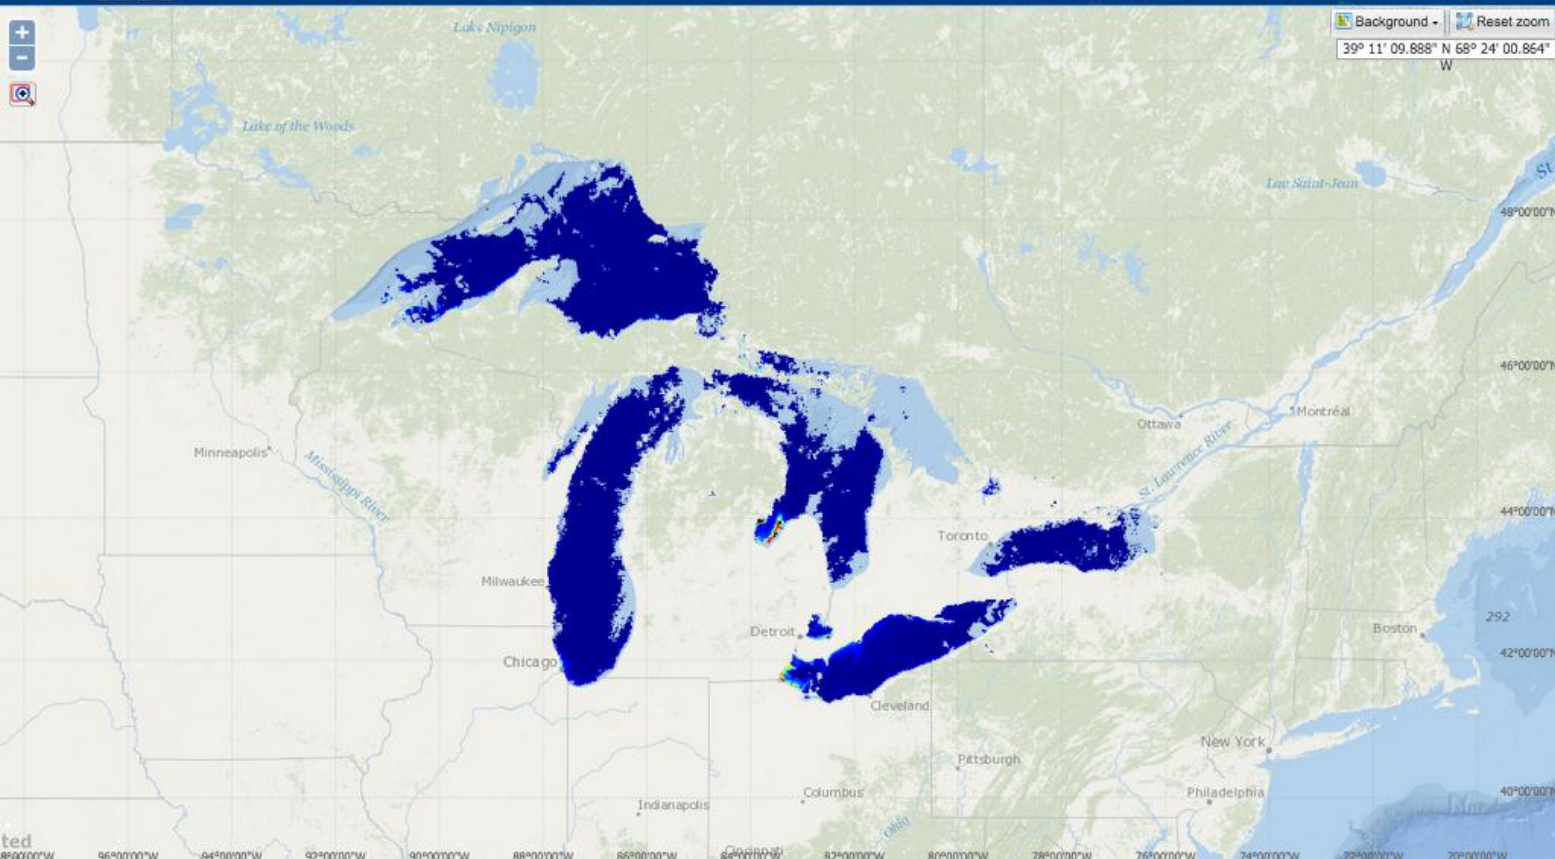 +
Lake Nipigon
Background
Reset zoom
-
39° 11' 09.888" N 68° 24' 00.864"
W
Lake of the Woods
St.
Lac Saint-Jean
48°00'00"N
46°00'00"N
Montréal
Ottawa
Minneapolis
Mississippi River
St. Lawrence River
44°00'00"N
Toronto
Milwaukee
292
Detroit
Boston
42°00'00"N
Chicago
Cleveland
New York
Pittsburgh
40°00'00"N
Columbus
Philadelphia
Indianapolis
Ohio
ted
Cincinnati
96°00'00"W
94°00'00"W
92°00'00"W
90°00'00"W
88°00'00"W
86°00'00"W
84°00'00"W
82°00'00"W
80°00'00"W
78°00'00"W
76°00'00"W
74°00'00"W
72°00'00"W
70°00'00"W